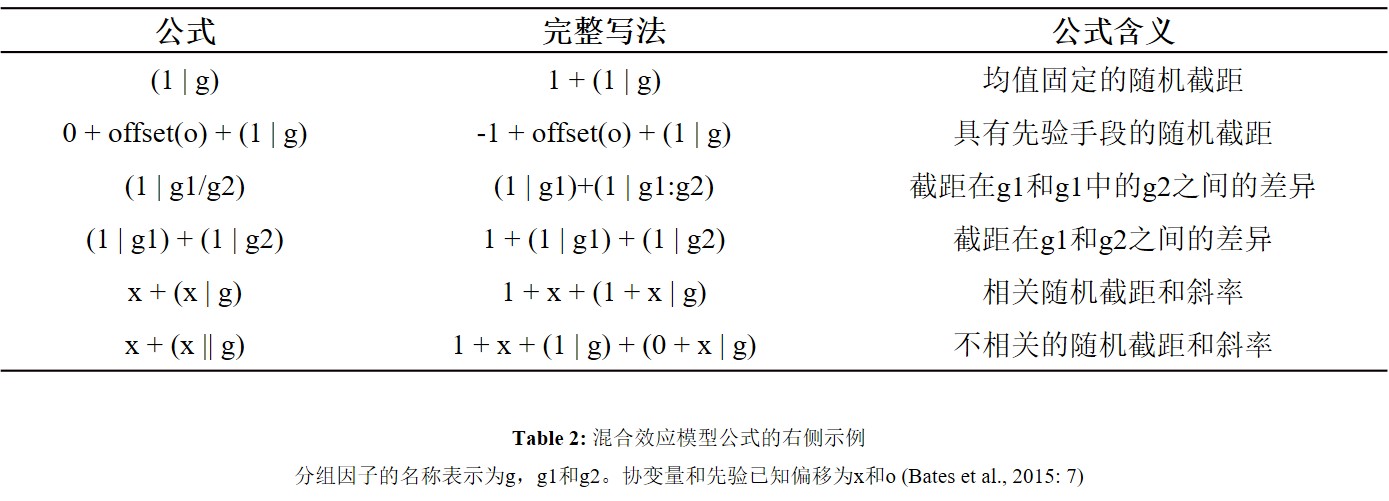 公式 完整写法 公式含义
(1 | g) 1 + (1 | g) 均值固定的随机截距
0 + offset(o) + (1 | g) -1 + offset(o) + (1 | g) 具有先验手段的随机截距
(1 | g1/g2) (1 | g1)+(1 | g1:g2) 截距在g1和g1中的g2之间的差异
(1 | g1) + (1 | g2) 1 + (1 | g1) + (1 | g2) 截距在g1和g2之间的差异
x + (x | g) 1 + x + (1 + x | g) 相关随机截距和斜率
x + (x || g) 1 + x + (1 | g) + (0 + x | g) 不相关的随机截距和斜率
Table 2: 混合效应模型公式的右侧示例
分组因子的名称表示为g，g1和g2。协变量和先验已知偏移为x和o (Bates et al., 2015: 7)